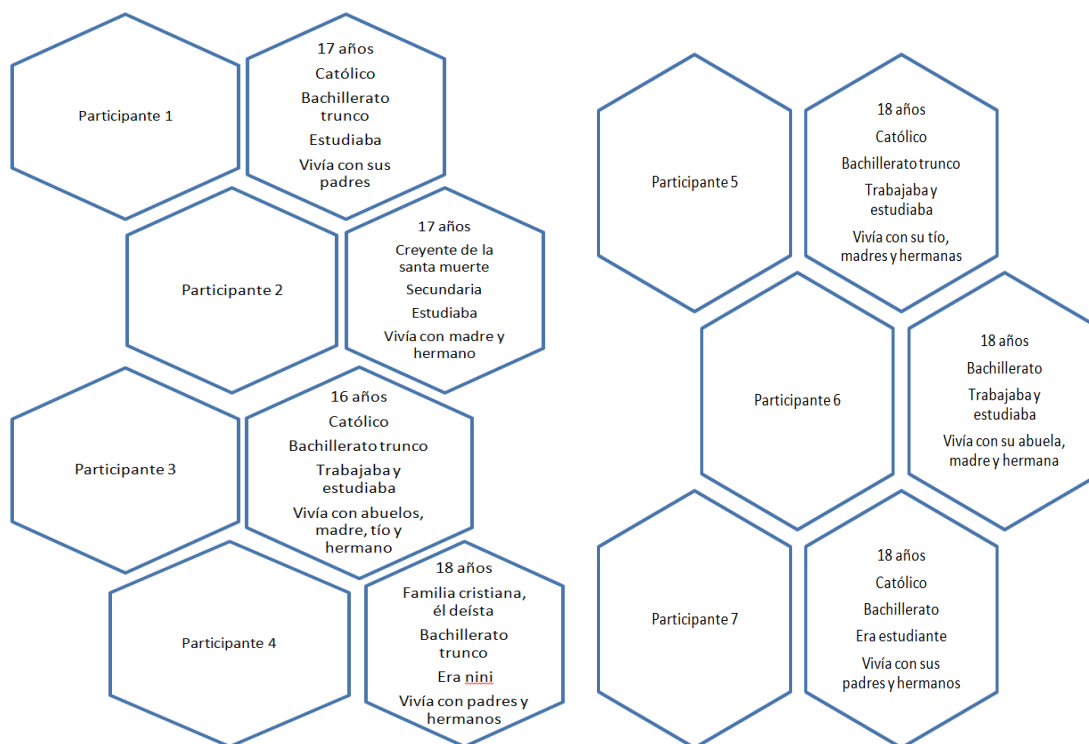 Participante 1
17 años
Católico
Bachillerato
trunco
Estudiaba
Vivía con sus
padres
Participante 2
17 años
Creyente de la
santa muerte
Secundaria
Estudiaba
Vivía con madre y
hermano
Participante 3
16 años
Católico
Bachillerato trunco
Trabajaba y
estudiaba
Vivía con abuelos,
madre, tío y
hermano
Participante 4
18 años
Familia cristiana,
él deísta
Bachillerato
trunco
Era nini
Vivía con padres y
hermanos
Participante 5
18 años
Católico
Bachillerato trunco
Trabajaba y
estudiaba
Vivía con su tío,
madres y hermanas
Participante 6
18 años
Bachillerato
Trabajaba y
estudiaba
Vivía con su abuela,
madre y hermana
Participante 7
18 años
Católico
Bachillerato
Era estudiante
Vivía con sus
padres y hermanos